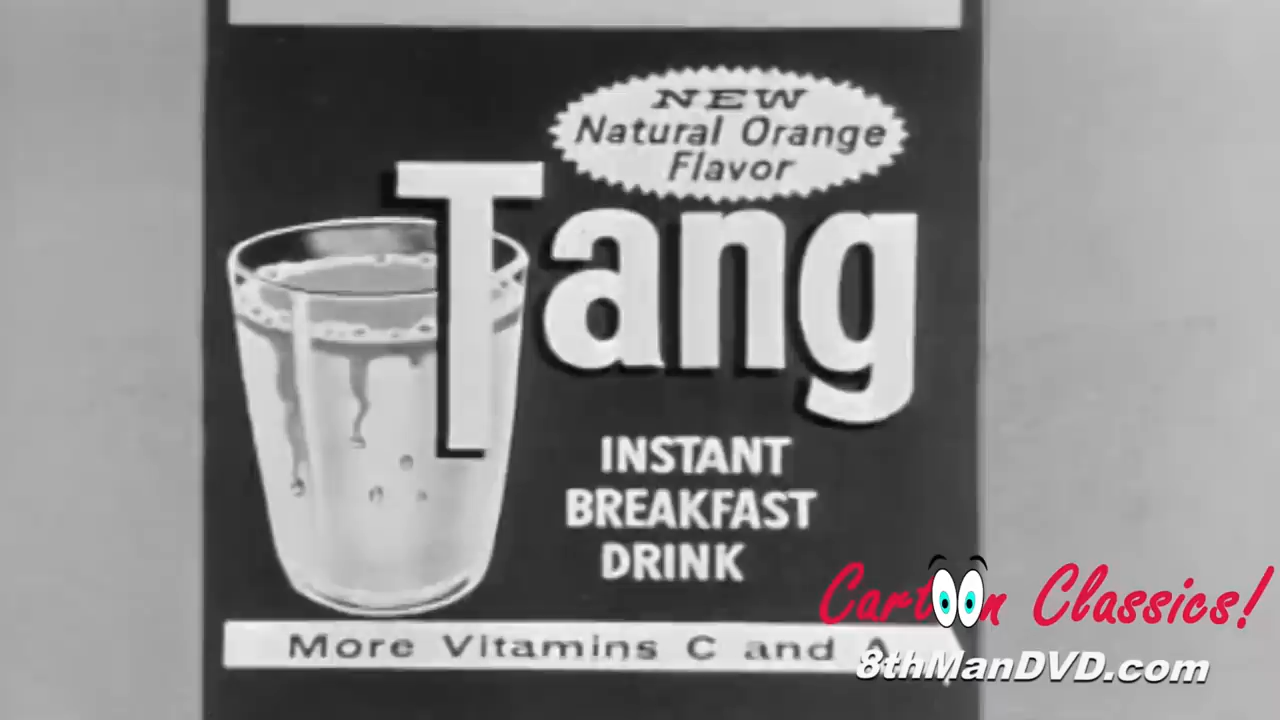 NEW
Natural Orange
Flavor
Tang
INSTANT
BREAKFAST
DRINK
More Vitamins C and A
Cartoon Classics!
8thManDVD.com